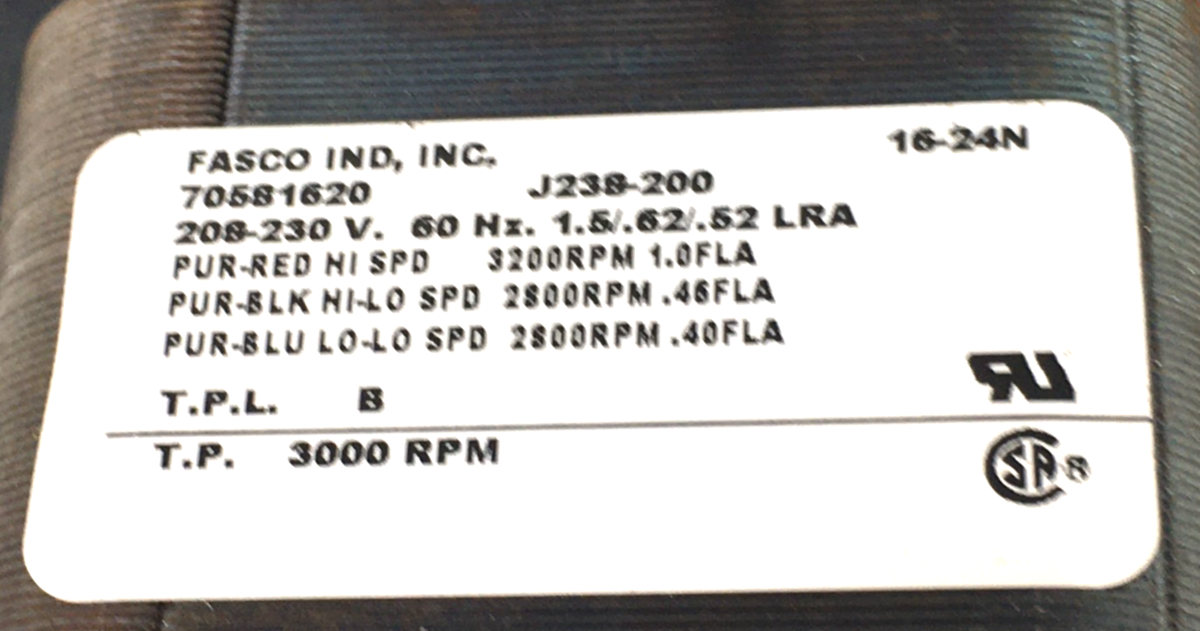 FASCO IND, INC. 16-24N
70581620 J238-200
208-230 V. 60 Hz. 1.5/.62/.52 LRA
PUR-RED HI SPD 3200RPM 1.0FLA
PUR-BLK HI-LO SPD 2800RPM .46FLA
PUR-BLU LO-LO SPD 2800RPM .40FLA
T.P.L. B
RU
T.P. 3000 RPM
SA ®